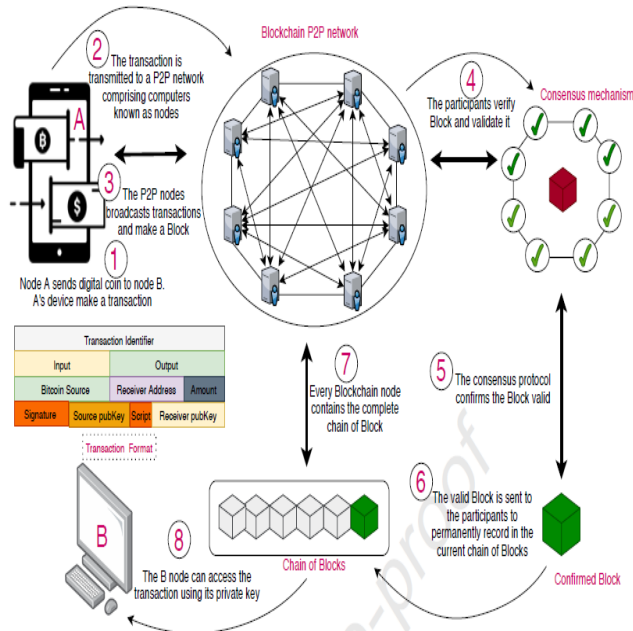 Blockchain P2P network
2
The transaction is
transmitted to a P2P network
comprising computers
known as nodes
A
3
The P2P nodes
broadcasts transactions
and make a Block
1
Node A sends digital coin to node B.
A's device make a transaction
4
The participants verify
Block and validate it
Consensus mechanism
5
The consensus protocol
confirms the Block valid
6
The valid Block is sent to
the participants to
permanently record in the
current chain of Blocks
Confirmed Block
7
Every Blockchain node
contains the complete
chain of Block
Chain of Blocks
8
The B node can access the
transaction using its private key
B
Transaction Identifier
Input Output
Bitcoin Source Receiver Address Amount
Signature Source pubKey Script Receiver pubKey
Transaction Format
-proof